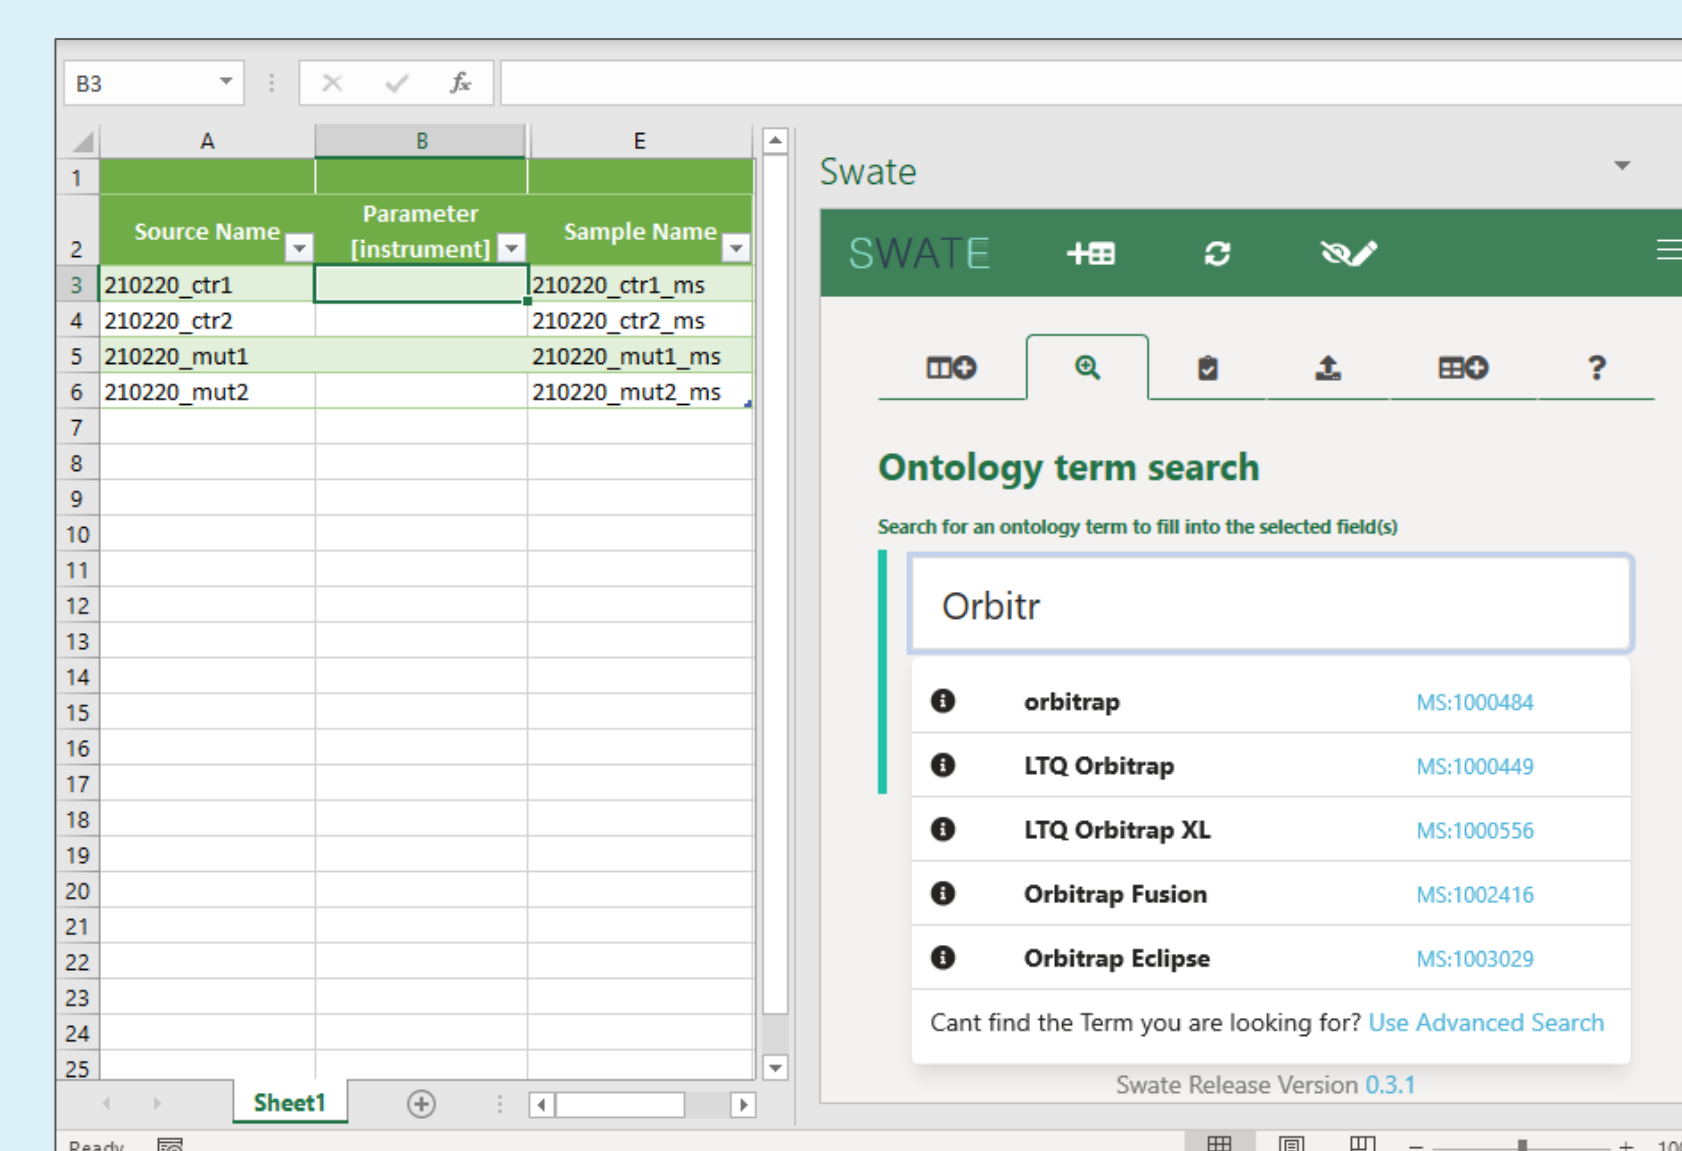 B3
fx
A B E
1
2 Source Name Parameter [instrument] Sample Name
3 210220_ctr1 210220_ctr1_ms
4 210220_ctr2 210220_ctr2_ms
5 210220_mut1 210220_mut1_ms
6 210220_mut2 210220_mut2_ms
7
8
9
10
11
12
13
14
15
16
17
18
19
20
21
22
23
24
25
Sheet1
Ready
Swate
SWATE
?
Ontology term search
Search for an ontology term to fill into the selected field(s)
Orbitr
orbitrap MS:1000484
LTQ Orbitrap MS:1000449
LTQ Orbitrap XL MS:1000556
Orbitrap Fusion MS:1002416
Orbitrap Eclipse MS:1003029
Cant find the Term you are looking for? Use Advanced Search
Swate Release Version 0.3.1